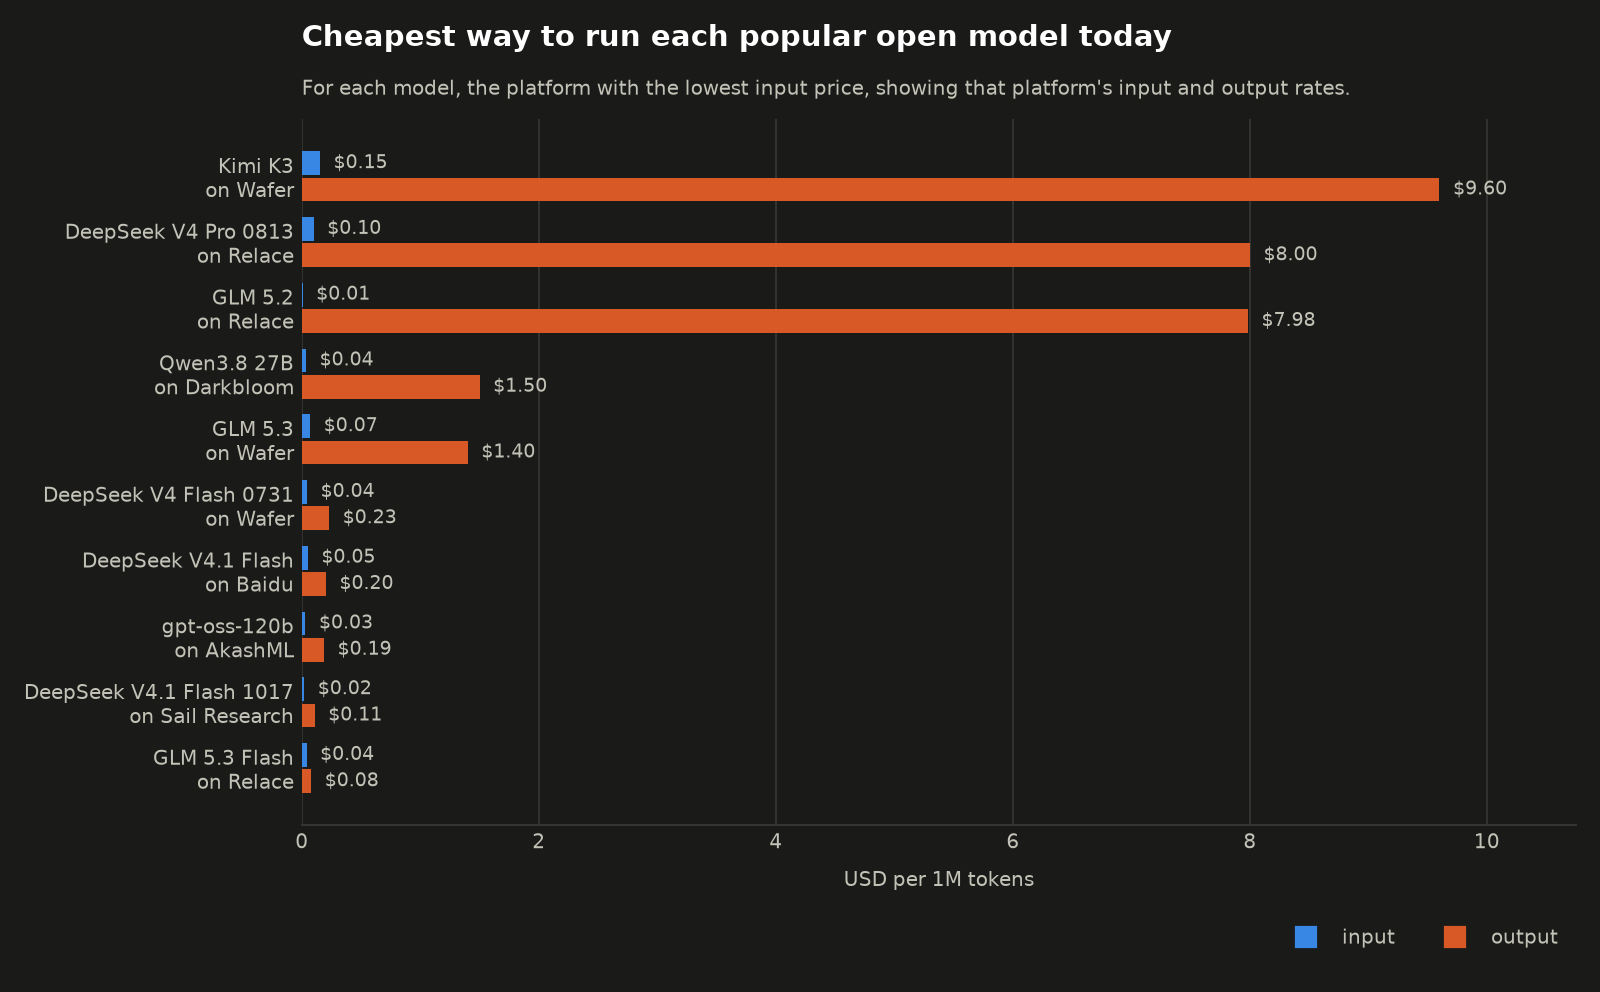 Cheapest way to run each popular open model today
For each model, the platform with the lowest input price, showing that platform's input and output rates.
Kimi K3
on Wafer
$0.15
$9.60
DeepSeek V4 Pro 0813
on Relace
$0.10
$8.00
GLM 5.2
on Relace
$0.01
$7.98
Qwen3.8 27B
on Darkbloom
$0.04
$1.50
GLM 5.3
on Wafer
$0.07
$1.40
DeepSeek V4 Flash 0731
on Wafer
$0.04
$0.23
DeepSeek V4.1 Flash
on Baidu
$0.05
$0.20
gpt-oss-120b
on AkashML
$0.03
$0.19
DeepSeek V4.1 Flash 1017
on Sail Research
$0.02
$0.11
GLM 5.3 Flash
on Relace
$0.04
$0.08
0 2 4 6 8 10
USD per 1M tokens
input output